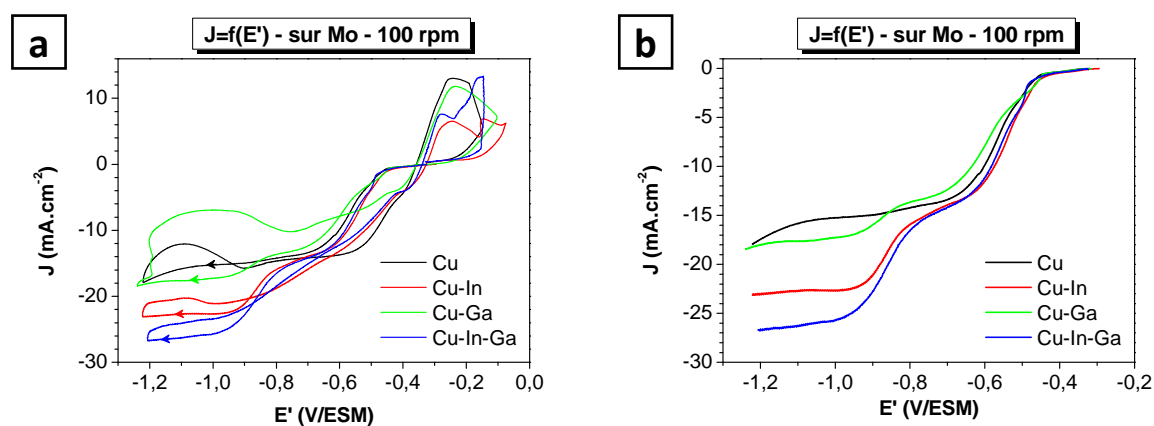 a
J=f(E') - sur Mo - 100 rpm
10
0
-10
-20
-30
J (mA.cm-²)
Cu
Cu-In
Cu-Ga
Cu-In-Ga
-1,2 -1,0 -0,8 -0,6 -0,4 -0,2 0,0
E' (V/ESM)
b
J=f(E') - sur Mo - 100 rpm
0
-5
-10
-15
-20
-25
-30
J (mA.cm-²)
Cu
Cu-In
Cu-Ga
Cu-In-Ga
-1,2 -1,0 -0,8 -0,6 -0,4 -0,2
E' (V/ESM)